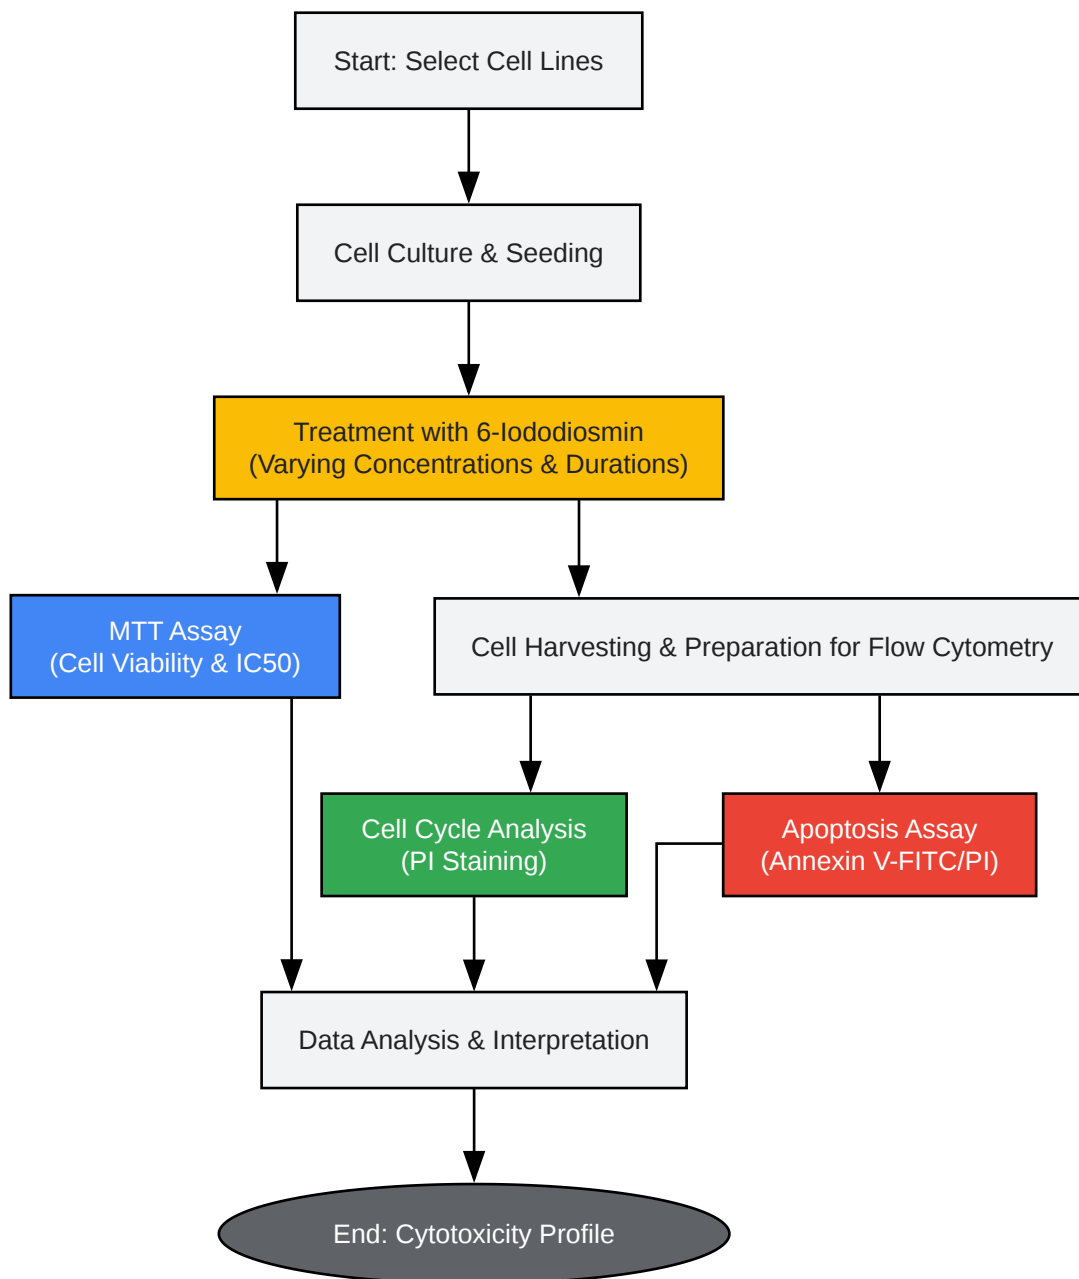 Start: Select Cell Lines
Cell Culture & Seeding
Treatment with 6-Iododiosmin
(Varying Concentrations & Durations)
MTT Assay
(Cell Viability & IC50)
Cell Harvesting & Preparation for Flow Cytometry
Cell Cycle Analysis
(PI Staining)
Apoptosis Assay
(Annexin V-FITC/PI)
Data Analysis & Interpretation
End: Cytotoxicity Profile